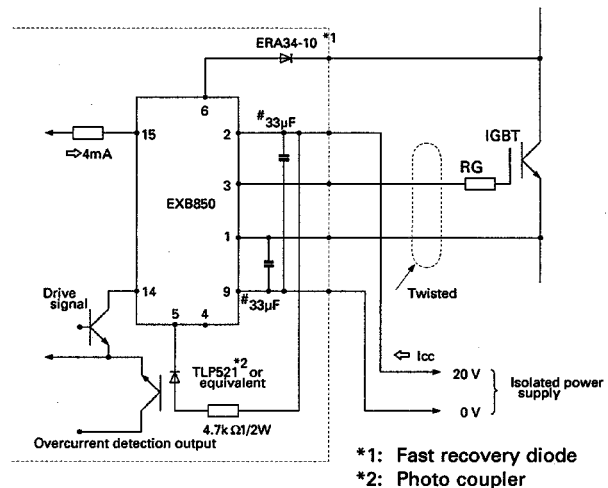 ERA34-10 *1
6
# 33µF
15
2
IGBT
⇨4mA
RG
3
EXB850
1
Drive
signal
14
9
# 33µF
Twisted
5
4
TLP521 *2 or
equivalent
⇦ Icc
20 V
Isolated power
supply
0 V
4.7k Ω1/2W
Overcurrent detection output
*1: Fast recovery diode
*2: Photo coupler